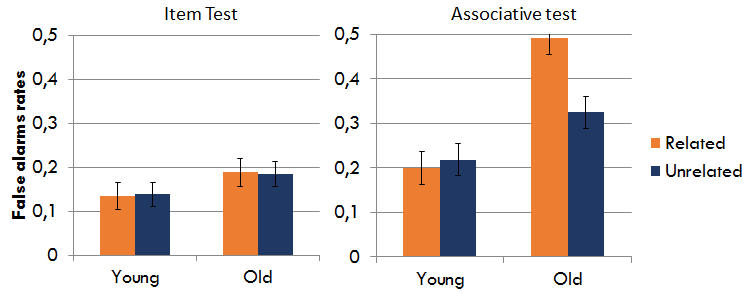 Item Test
Associative test
False alarms rates
0,5
0,4
0,3
0,2
0,1
0
Young
Old
0,5
0,4
0,3
0,2
0,1
0
Young
Old
Related
Unrelated